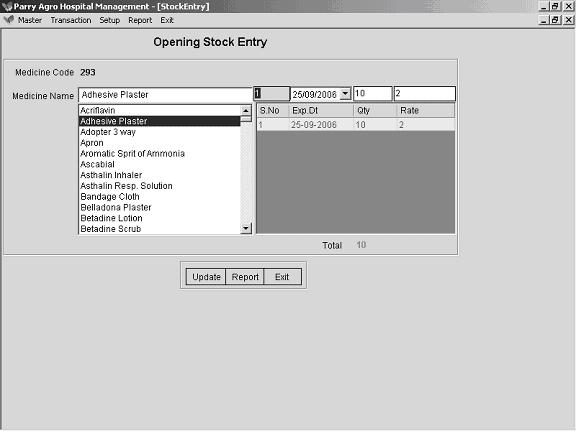 Parry Agro Hospital Management - [StockEntry]
Master Transaction Setup Report Exit
Opening Stock Entry
Medicine Code 293
Medicine Name Adhesive Plaster 1 25/09/2006 10 2
S.No Exp.Dt Qty Rate
1 25-09-2006 10 2
Acriflavin
Adhesive Plaster
Adopter 3 way
Apron
Aromatic Sprit of Ammonia
Ascabial
Asthalin Inhaler
Asthalin Resp. Solution
Bandage Cloth
Belladona Plaster
Betadine Lotion
Betadine Scrub
Total 10
Update Report Exit